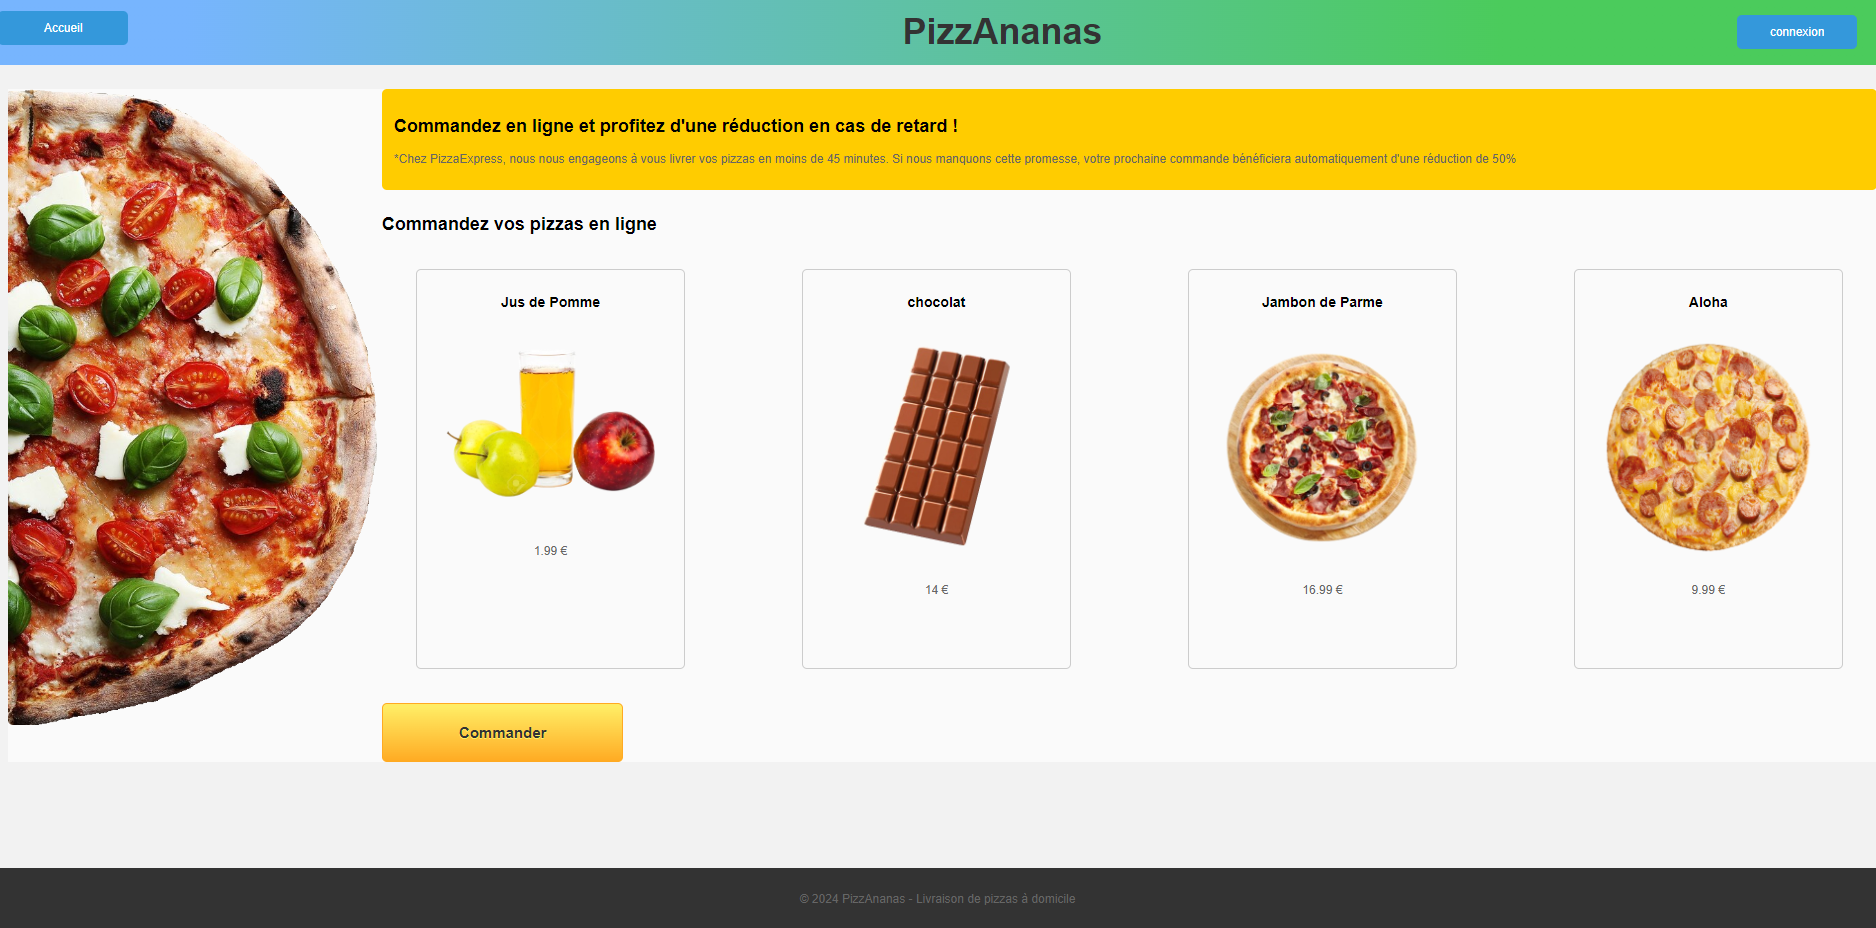 Accueil
PizzAnanas
connexion
Commandez en ligne et profitez d'une réduction en cas de retard !
*Chez PizzaExpress, nous nous engageons à vous livrer vos pizzas en moins de 45 minutes. Si nous manquons cette promesse, votre prochaine commande bénéficiera automatiquement d'une réduction de 50%
Commandez vos pizzas en ligne
Jus de Pomme
chocolat
Jambon de Parme
Aloha
1.99 €
14 €
16.99 €
9.99 €
Commander
© 2024 PizzAnanas - Livraison de pizzas à domicile